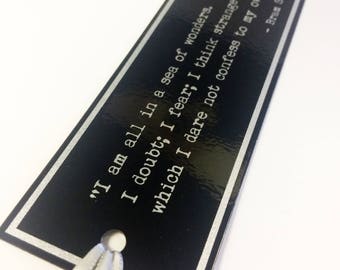 "I am all in a sea of wonders.
I doubt; I fear; I think strange
which I dare not confess to my
- Bram S